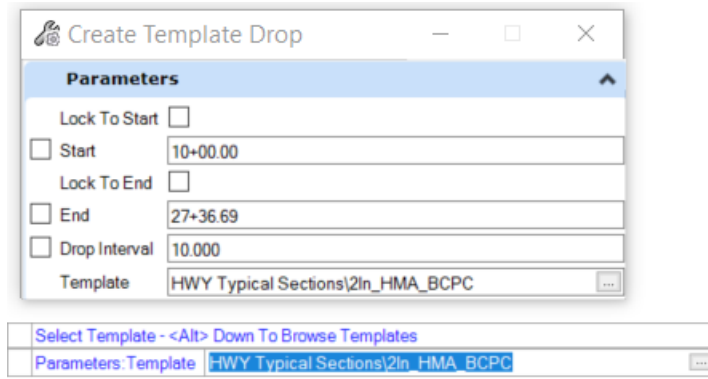 Create Template Drop
Parameters
Lock To Start
Start 10+00.00
Lock To End
End 27+36.69
Drop Interval 10.000
Template HWY Typical Sections\2ln_HMA_BCPC ...
Select Template - <Alt> Down To Browse Templates
Parameters:Template HWY Typical Sections\2ln_HMA_BCPC ...